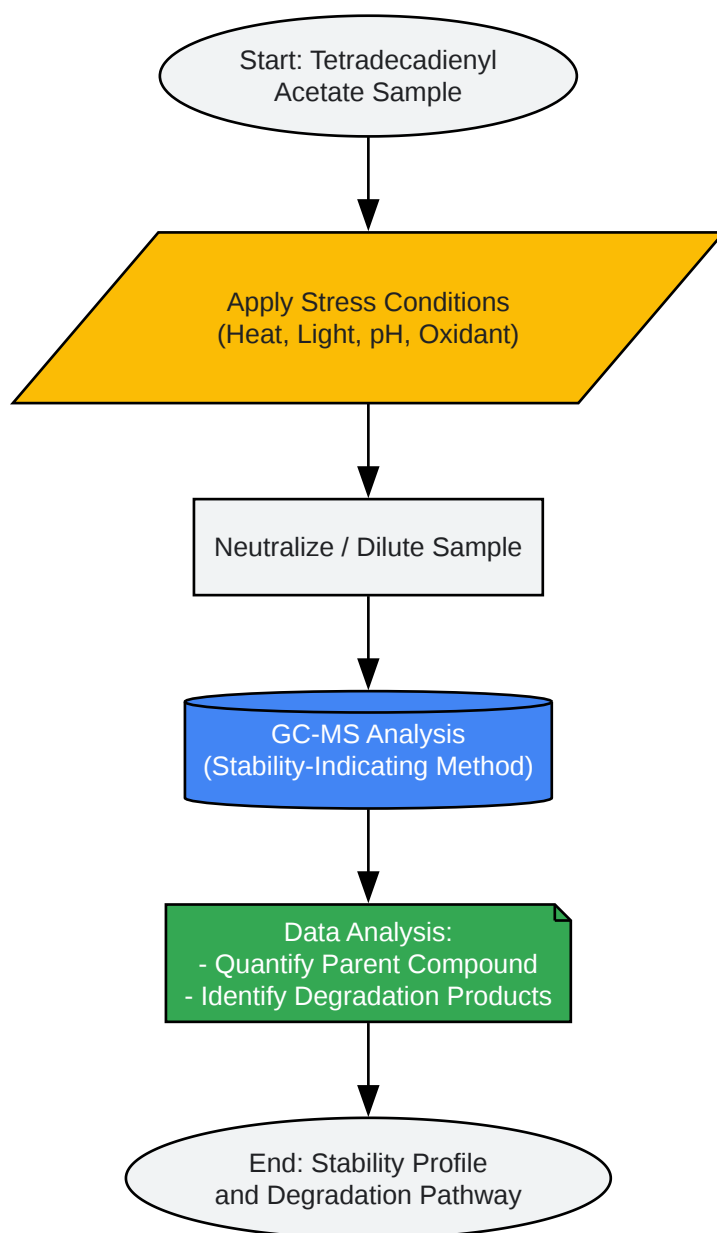 Start: Tetradecadienyl
Acetate Sample
Apply Stress Conditions
(Heat, Light, pH, Oxidant)
Neutralize / Dilute Sample
GC-MS Analysis
(Stability-Indicating Method)
Data Analysis:
- Quantify Parent Compound
- Identify Degradation Products
End: Stability Profile
and Degradation Pathway